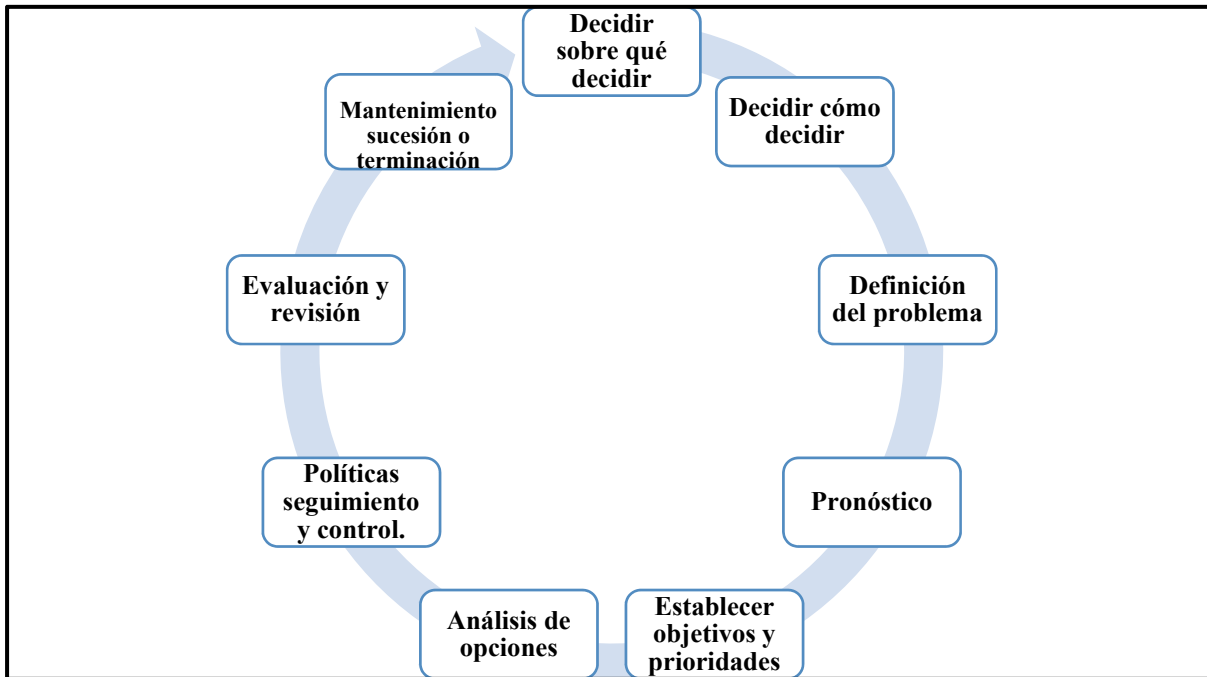 Decidir
sobre qué
decidir
Decidir cómo
decidir
Definición
del problema
Pronóstico
Establecer
objetivos y
prioridades
Análisis de
opciones
Políticas
seguimiento
y control.
Evaluación y
revisión
Mantenimiento
sucesión o
terminación